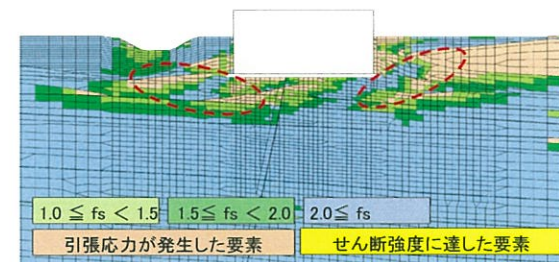 1.0 ≦ fs < 1.5
1.5≦ fs < 2.0
2.0≦ fs
引張応力が発生した要素
せん断強度に達した要素